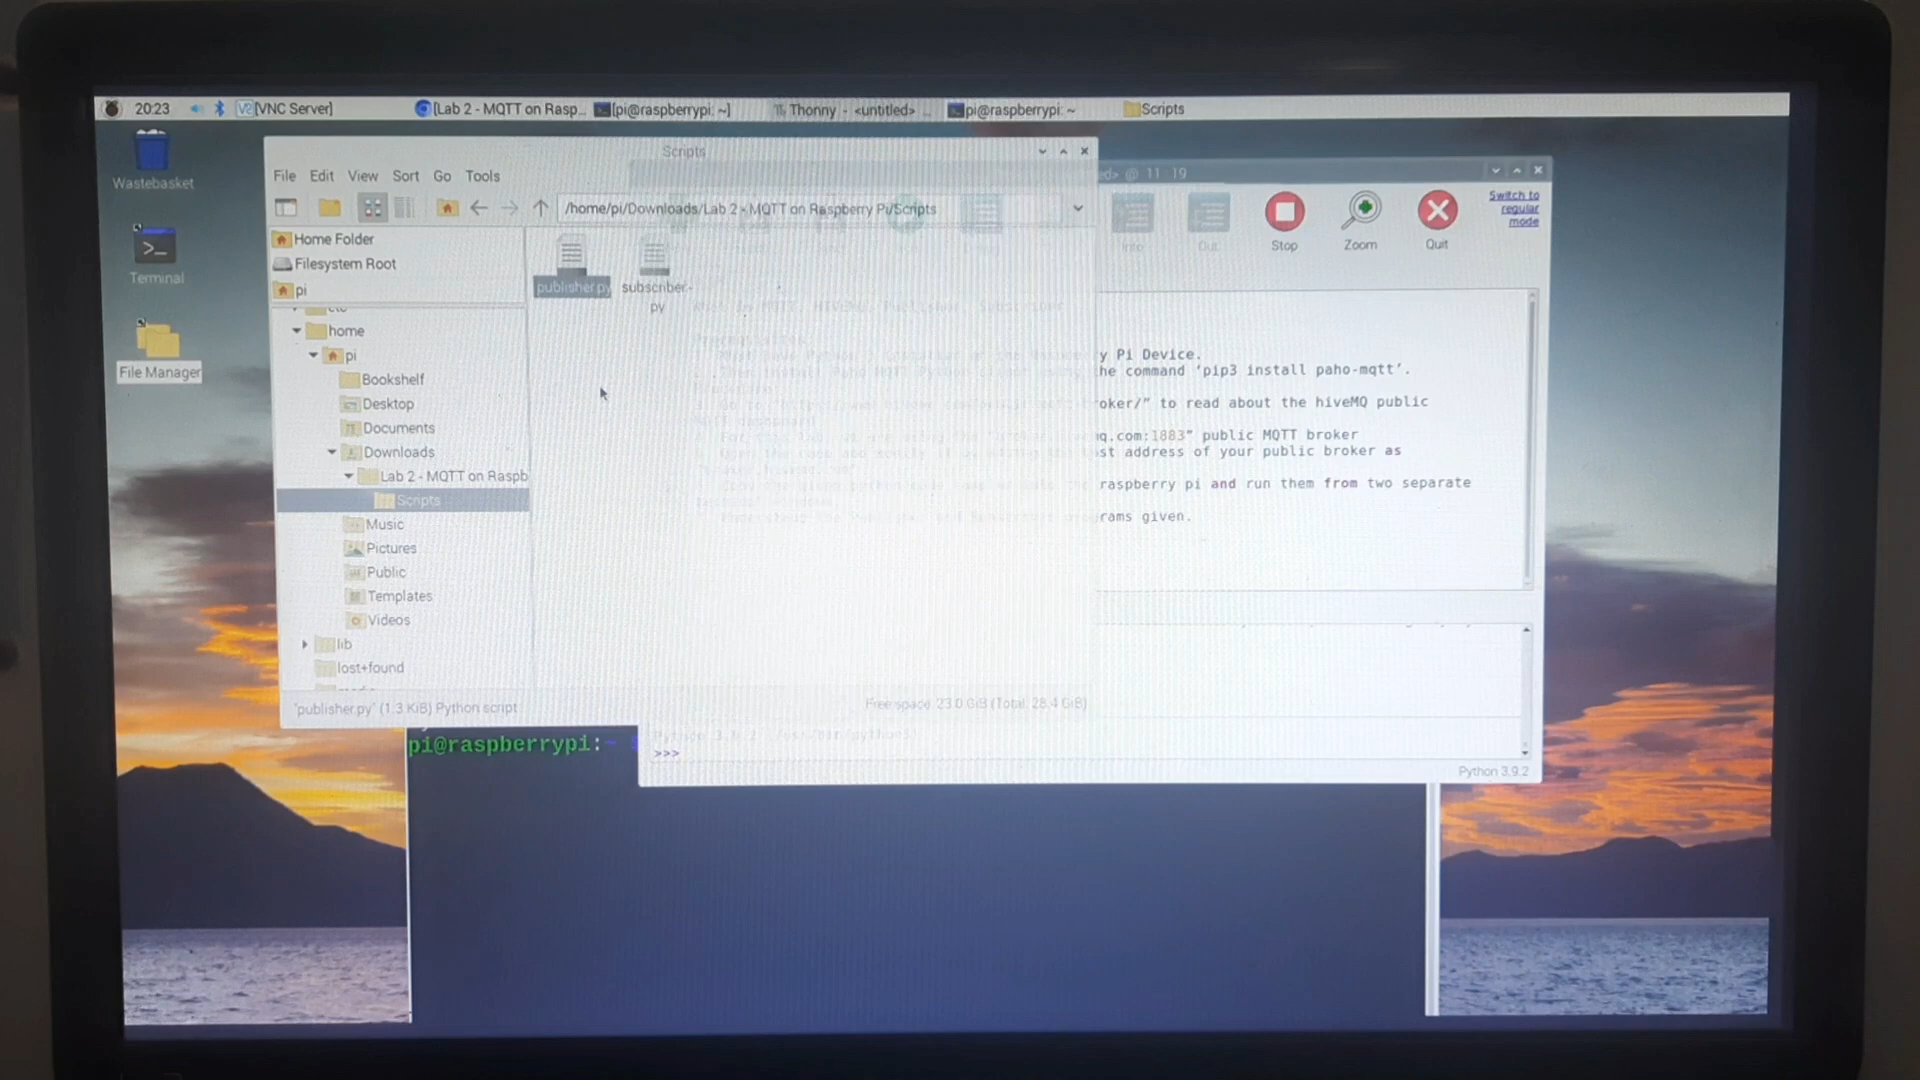 20:23
[VNC Server]
[Lab 2 - MQTT on Rasp...
[pi@raspberrypi: ~]
Thonny - <untitled> ...
pi@raspberrypi: ~
Scripts
Wastebasket
Terminal
File Manager
Scripts
File Edit View Sort Go Tools
/home/pi/Downloads/Lab 2 - MQTT on Raspberry Pi/Scripts
Home Folder
Filesystem Root
pi
home
pi
Bookshelf
Desktop
Documents
Downloads
Lab 2 - MQTT on Raspb
Scripts
Music
Pictures
Public
Templates
Videos
lib
lost+found
publisher.py
subscriber-
py
"publisher.py" (1.3 KiB) Python script
Free space: 23.0 GiB (Total: 28.4 GiB)
@ 11 : 19
Into
Out
Stop
Zoom
Quit
Switch to
regular
mode
y Pi Device.
he command ‘pip3 install paho-mqtt’.
roker/” to read about the hiveMQ public
q.com:1883” public MQTT broker
st address of your public broker as
raspberry pi and run them from two separate
rams given.
>>>
Python 3.9.2
pi@raspberrypi:~